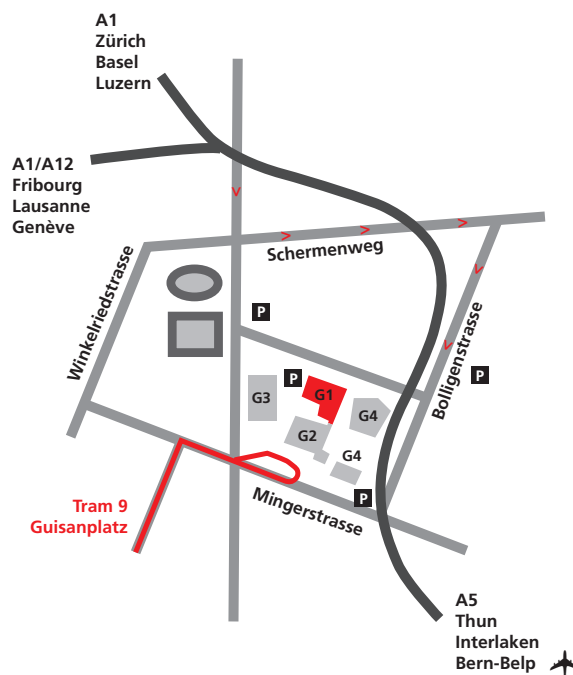 A1
Zürich
Basel
Luzern
A1/A12
Fribourg
Lausanne
Genève
Schermenweg
Winkelriedstrasse
P
Bolligenstrasse
P
P
G1
G3
G4
G2
G4
P
Mingerstrasse
Tram 9
Guisanplatz
A5
Thun
Interlaken
Bern-Belp